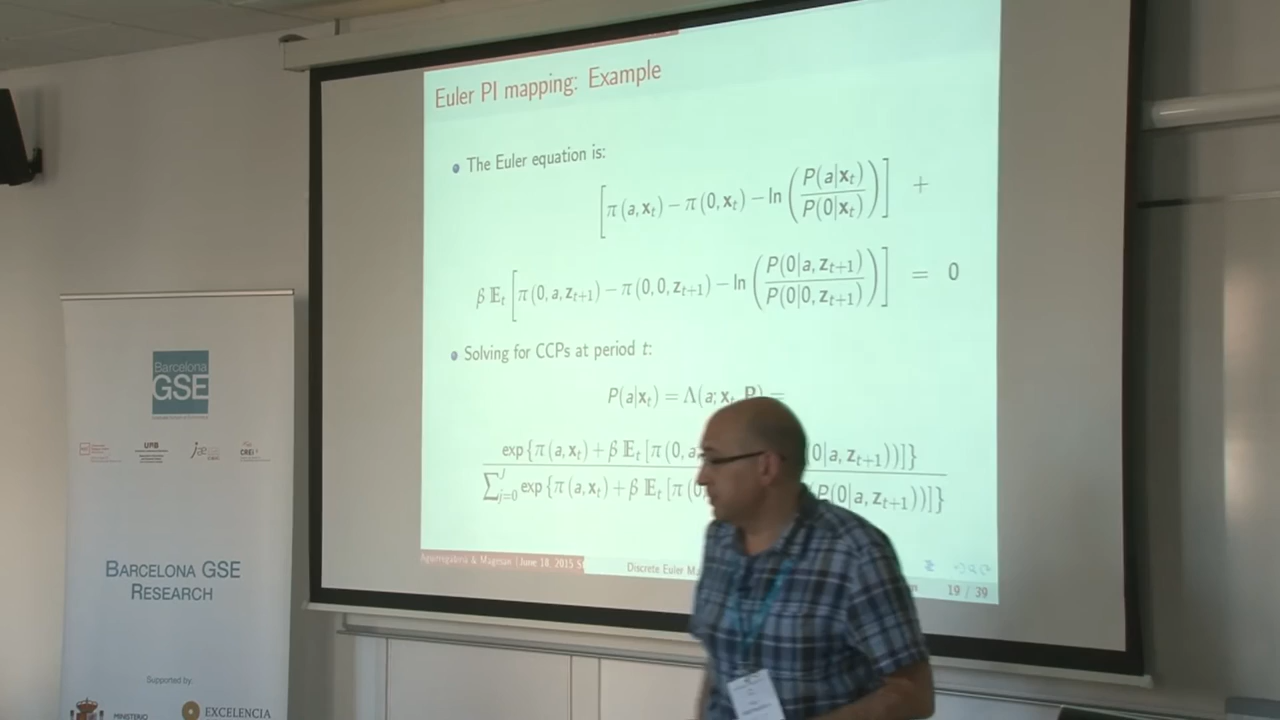 Euler PI mapping: Example
The Euler equation is:
[π(a, x_t) − π(0, x_t) − ln(P(a|x_t) / P(0|x_t))] +
β 𝔼_t [π(0, a, z_{t+1}) − π(0, 0, z_{t+1}) − ln(P(0|a, z_{t+1}) / P(0|0, z_{t+1}))] = 0
Solving for CCPs at period t:
P(a|x_t) = Λ(a; x_t, P) =
exp{π(a, x_t) + β 𝔼_t [π(0, a, 0|a, z_{t+1}))]}
∑_{j=0}^J exp{π(a, x_t) + β 𝔼_t [π(0, P(0|a, z_{t+1}))]}
Aguirregabiria & Magesan (June 18, 2015
Discrete Euler
19 / 39
Barcelona
GSE
UAB
CREi
BARCELONA GSE
RESEARCH
Supported by:
MINISTERIO
EXCELENCIA